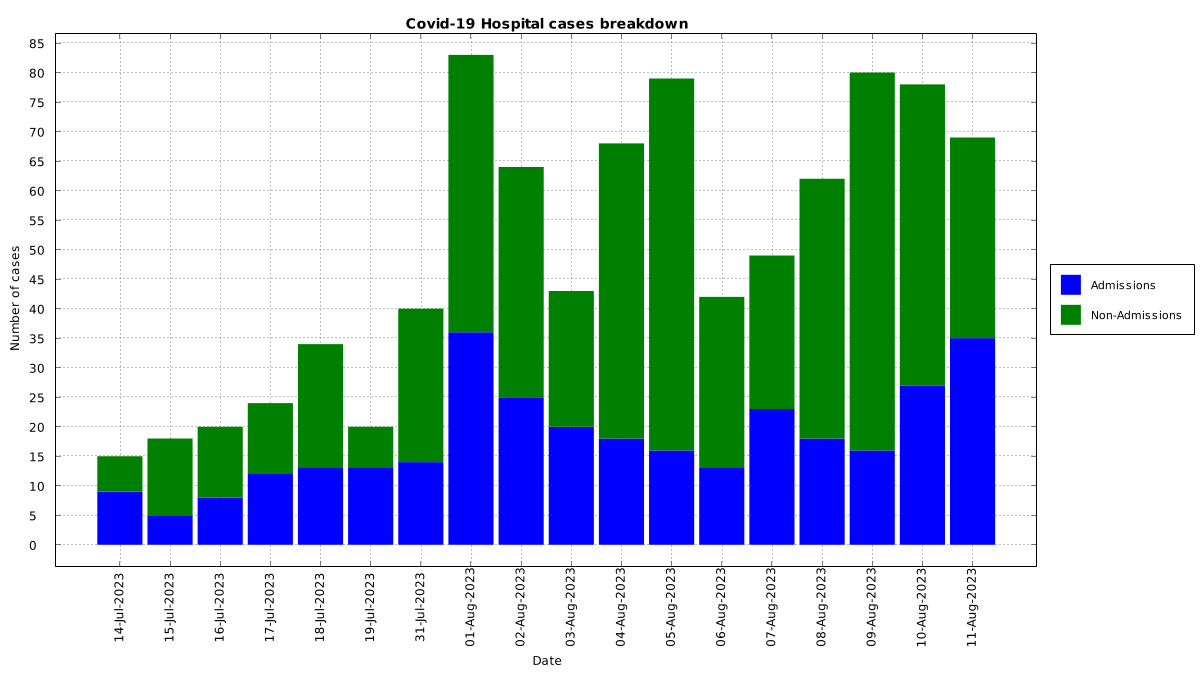 Covid-19 Hospital cases breakdown
85
80
75
70
65
60
55
50
45
40
35
30
25
20
15
10
5
0
Number of cases
14-Jul-2023
15-Jul-2023
16-Jul-2023
17-Jul-2023
18-Jul-2023
19-Jul-2023
31-Jul-2023
01-Aug-2023
02-Aug-2023
03-Aug-2023
04-Aug-2023
05-Aug-2023
06-Aug-2023
07-Aug-2023
08-Aug-2023
09-Aug-2023
10-Aug-2023
11-Aug-2023
Date
Admissions
Non-Admissions